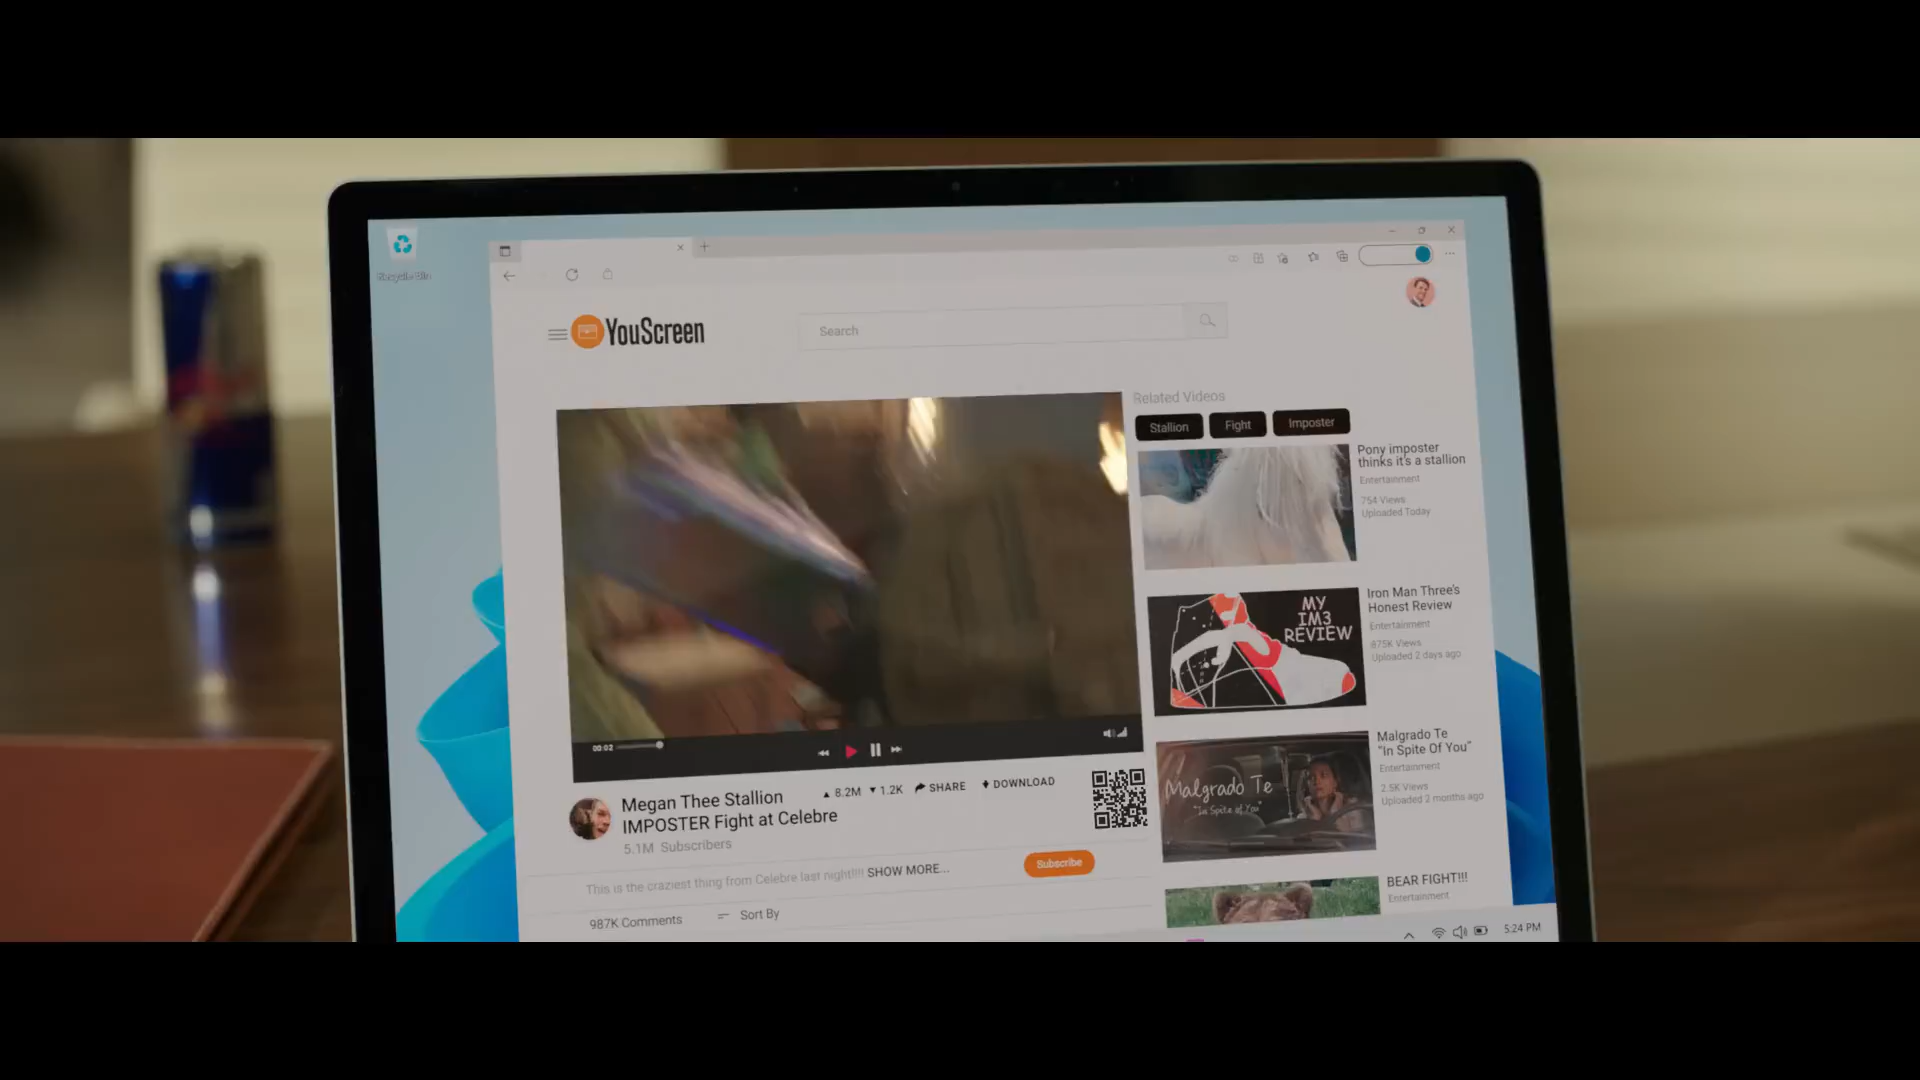 Recycle Bin
YouScreen
Search
Related Videos
Stallion
Fight
Imposter
Pony imposter
thinks it's a stallion
Entertainment
754 Views
Uploaded Today
MY
IM3
REVIEW
Iron Man Three's
Honest Review
Entertainment
875K Views
Uploaded 2 days ago
00:02
Malgrado Te
"In Spite of You"
Malgrado Te
"In Spite Of You"
Entertainment
2.5K Views
Uploaded 2 months ago
Megan Thee Stallion
IMPOSTER Fight at Celebre
8.2M
1.2K
SHARE
DOWNLOAD
5.1M Subscribers
Subscribe
This is the craziest thing from Celebre last night!!!! SHOW MORE...
987K Comments
Sort By
BEAR FIGHT!!!
Entertainment
5:24 PM